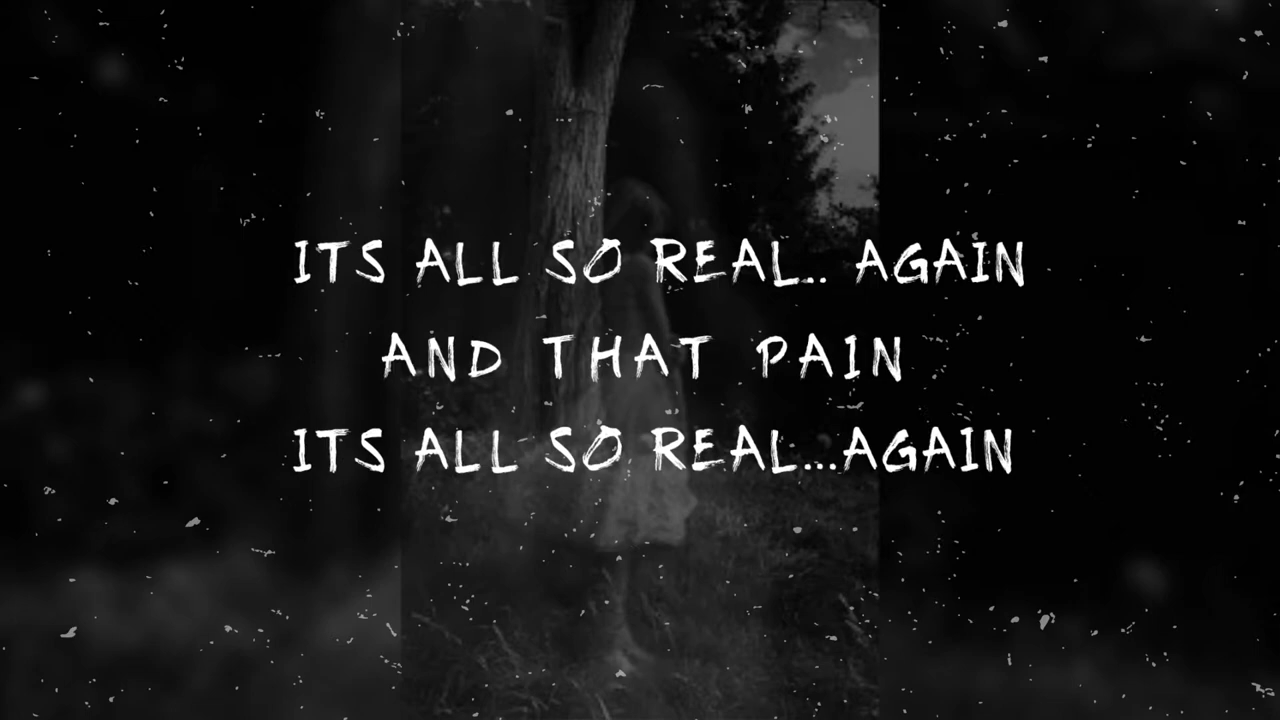 ITS ALL SO REAL.. AGAIN
AND THAT PAIN
ITS ALL SO REAL...AGAIN